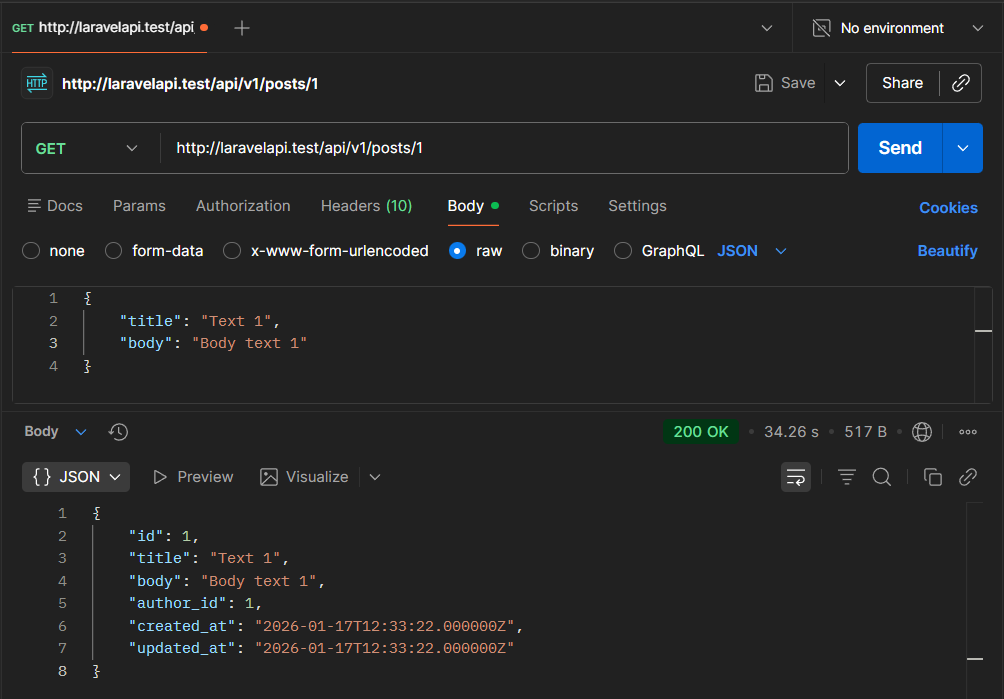 GET http://laravelapi.test/api
No environment
HTTP http://laravelapi.test/api/v1/posts/1
Save
Share
GET http://laravelapi.test/api/v1/posts/1
Send
Docs Params Authorization Headers (10) Body Scripts Settings Cookies
none form-data x-www-form-urlencoded raw binary GraphQL JSON Beautify
1 {
2 "title": "Text 1",
3 "body": "Body text 1"
4 }
Body 200 OK 34.26 s 517 B
{} JSON Preview Visualize
1 {
2 "id": 1,
3 "title": "Text 1",
4 "body": "Body text 1",
5 "author_id": 1,
6 "created_at": "2026-01-17T12:33:22.000000Z",
7 "updated_at": "2026-01-17T12:33:22.000000Z"
8 }